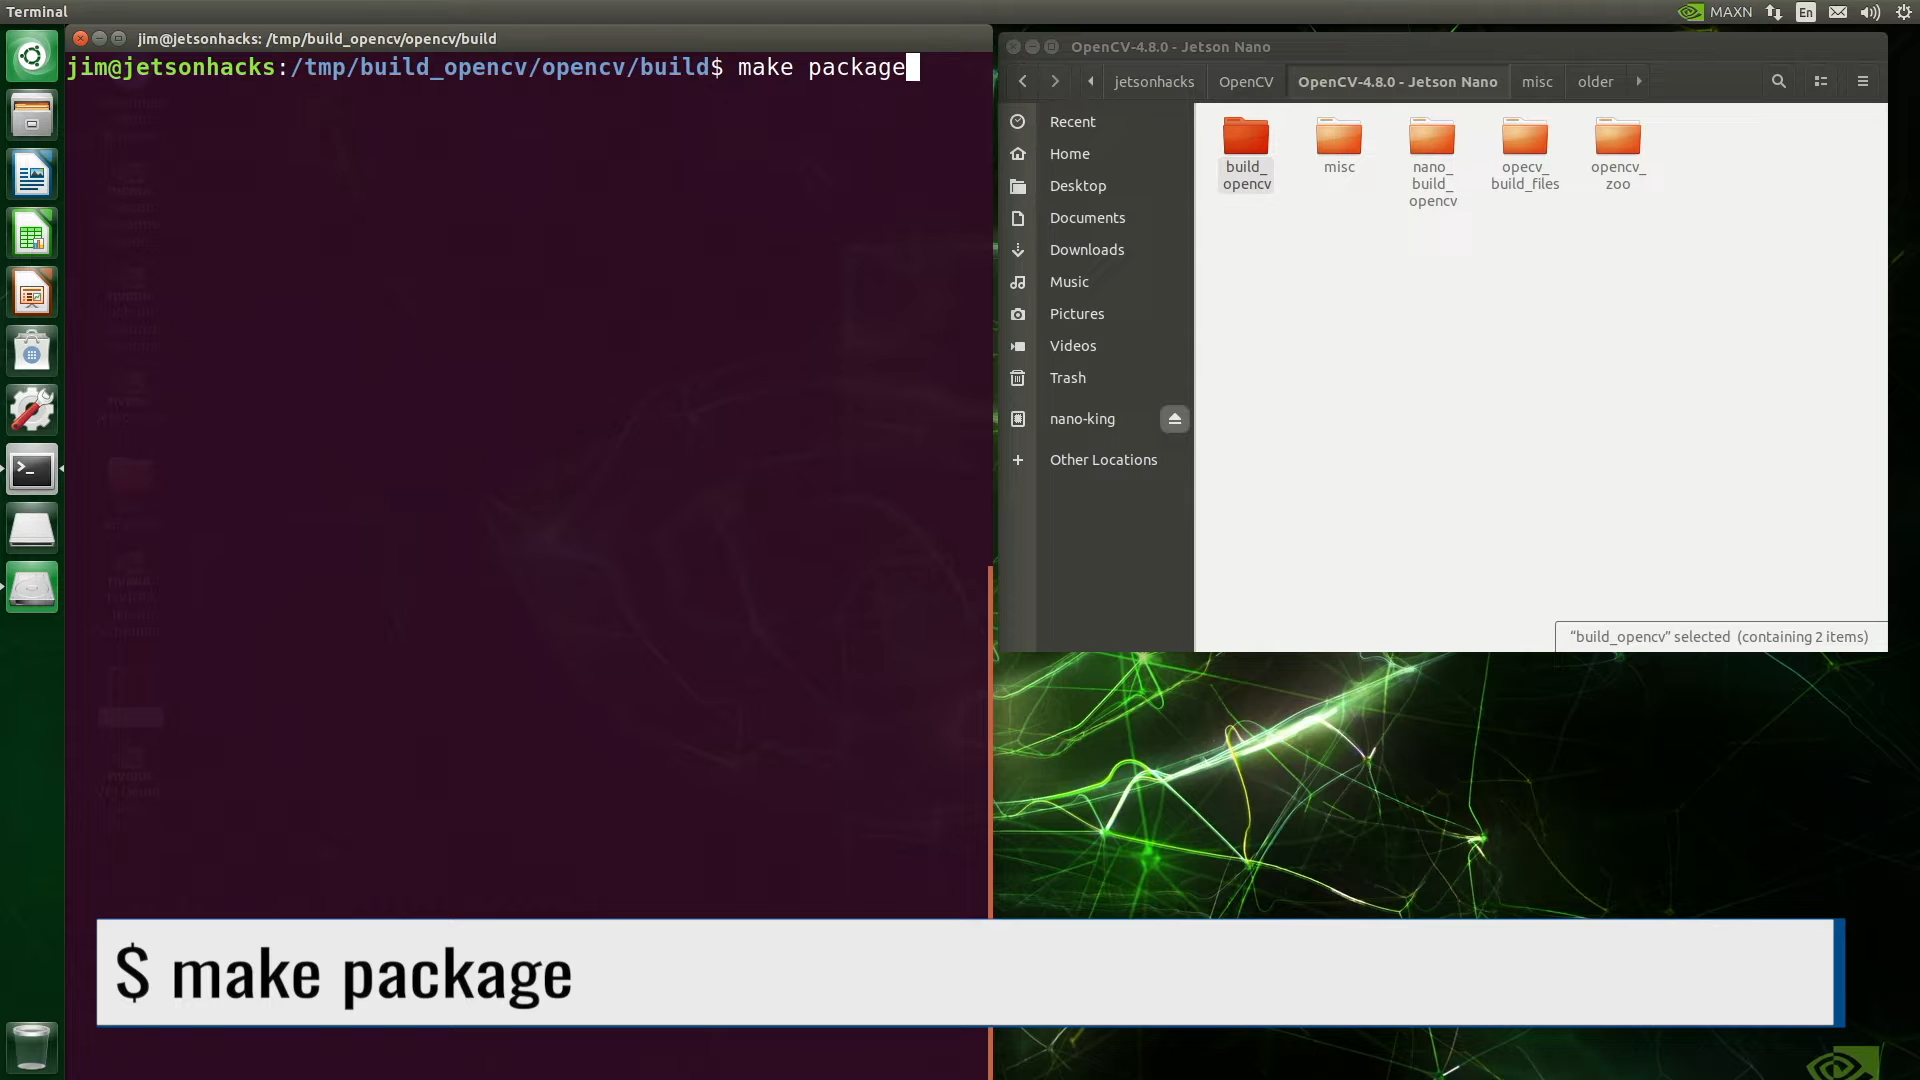 Terminal
MAXN
En
jim@jetsonhacks: /tmp/build_opencv/opencv/build
jim@jetsonhacks:/tmp/build_opencv/opencv/build$ make package
OpenCV-4.8.0 - Jetson Nano
jetsonhacks
OpenCV
OpenCV-4.8.0 - Jetson Nano
misc
older
Recent
Home
Desktop
Documents
Downloads
Music
Pictures
Videos
Trash
nano-king
Other Locations
build_
opencv
misc
nano_
build_
opencv
opecv_
build_files
opencv_
zoo
“build_opencv” selected (containing 2 items)
$ make package